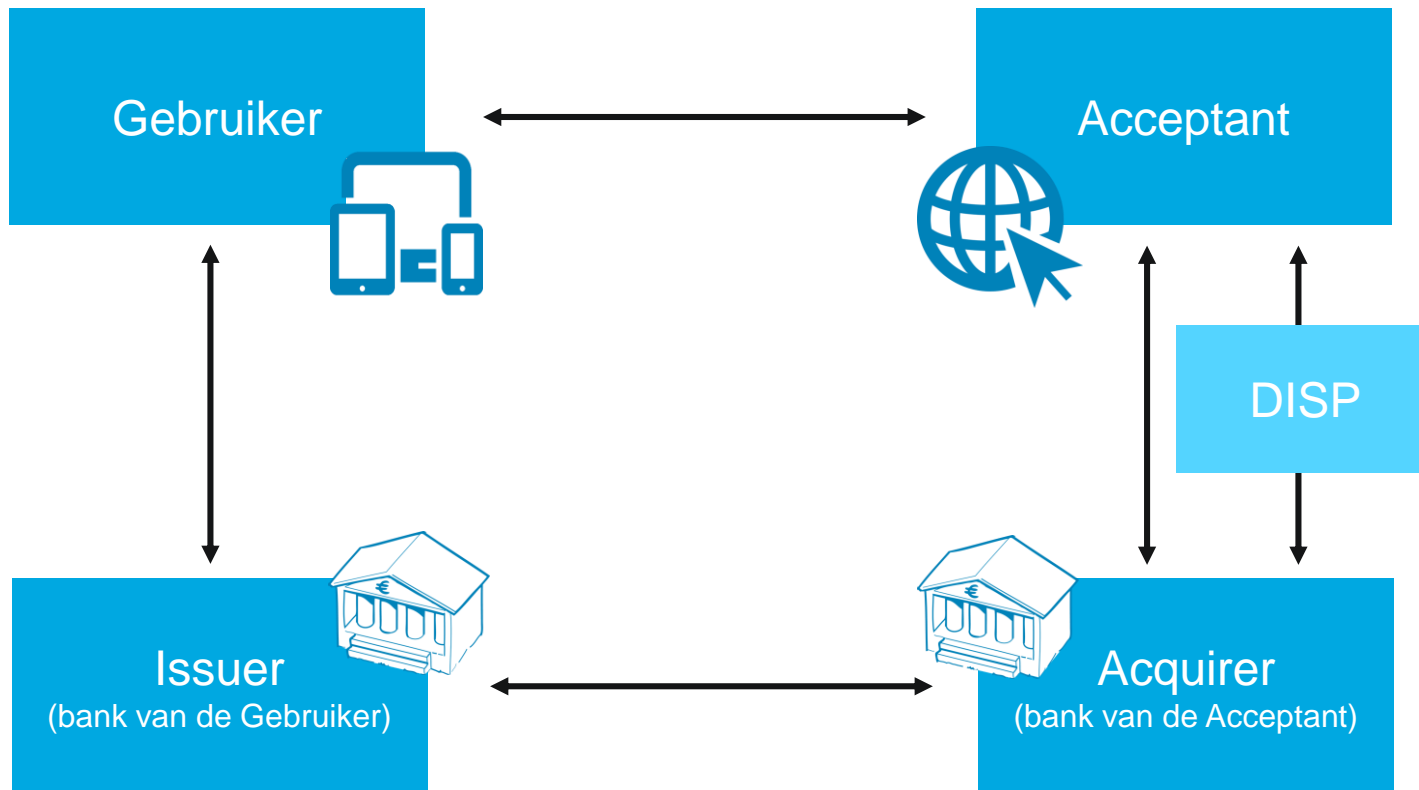 Gebruiker
Acceptant
DISP
€
€
Issuer
(bank van de Gebruiker)
Acquirer
(bank van de Acceptant)